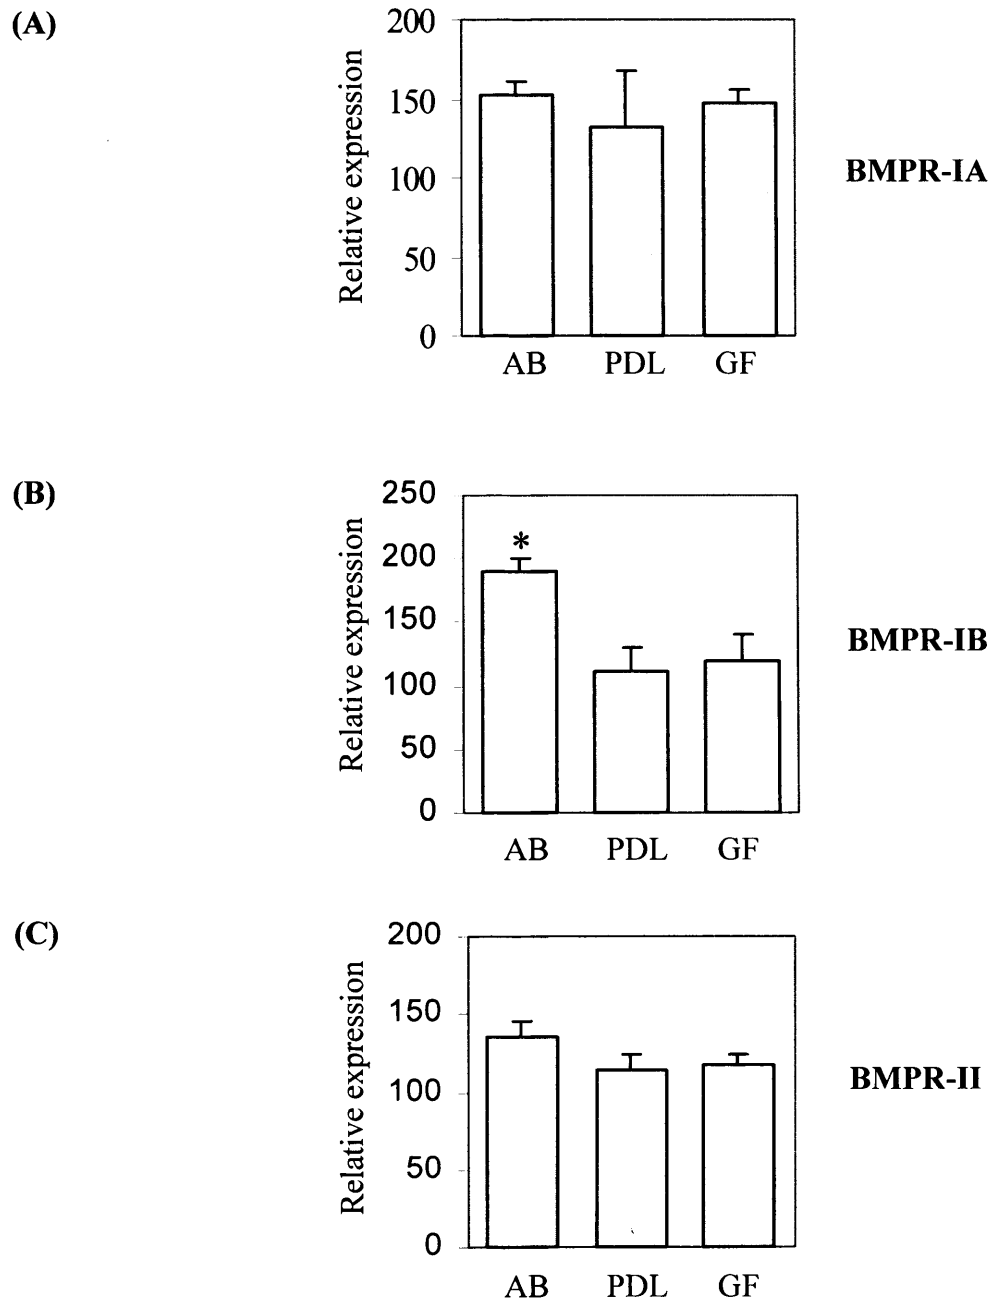 (A)
Relative expression
200
150
100
50
0
AB PDL GF
BMPR-IA
(B)
Relative expression
250
200
150
100
50
0
*
AB PDL GF
BMPR-IB
(C)
Relative expression
200
150
100
50
0
AB PDL GF
BMPR-II